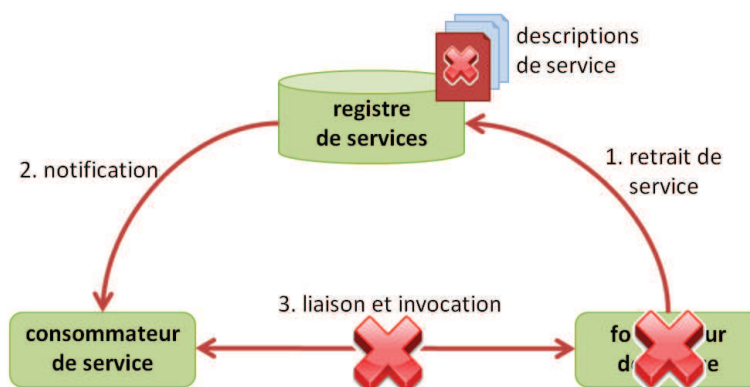 descriptions
de service
registre
de services
1. retrait de
service
2. notification
3. liaison et invocation
consommateur
de service